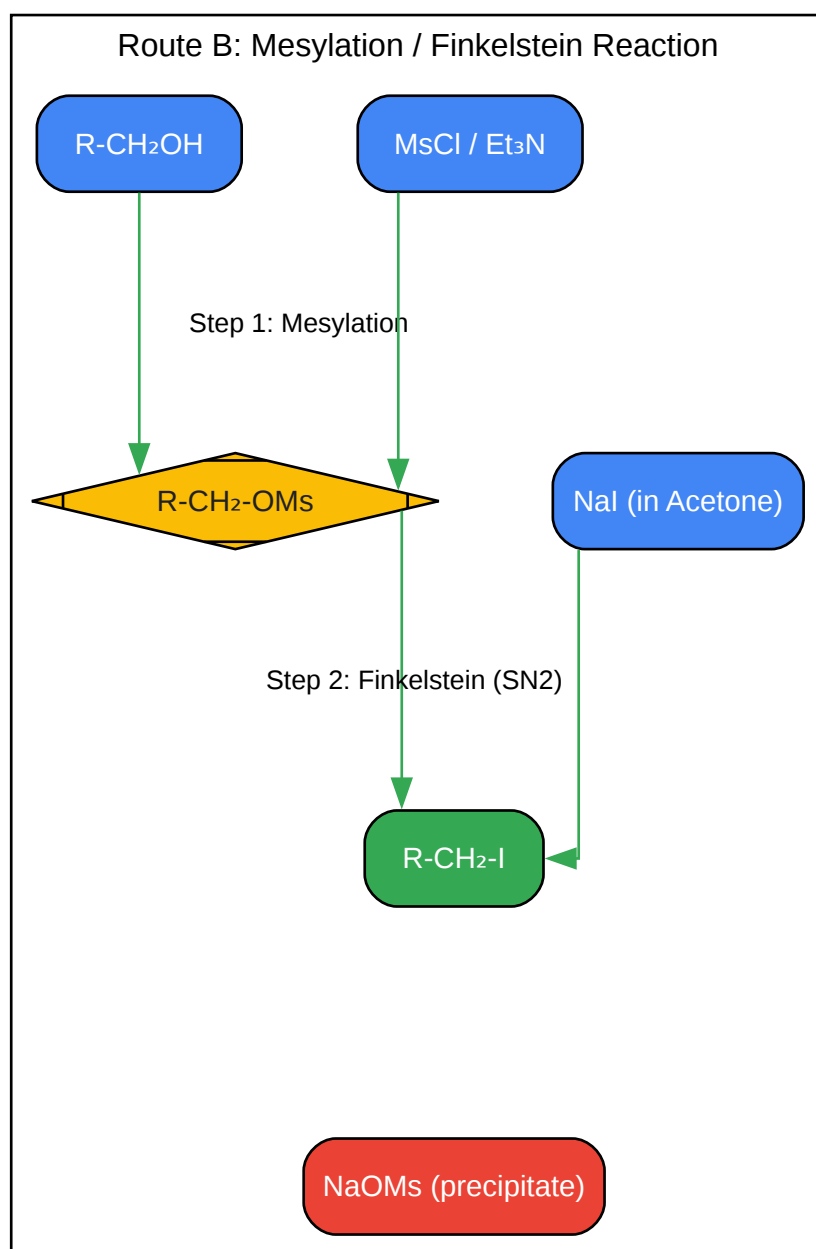 Route B: Mesylation / Finkelstein Reaction
R-CH₂OH
MsCl / Et₃N
Step 1: Mesylation
R-CH₂-OMs
NaI (in Acetone)
Step 2: Finkelstein (SN2)
R-CH₂-I
NaOMs (precipitate)